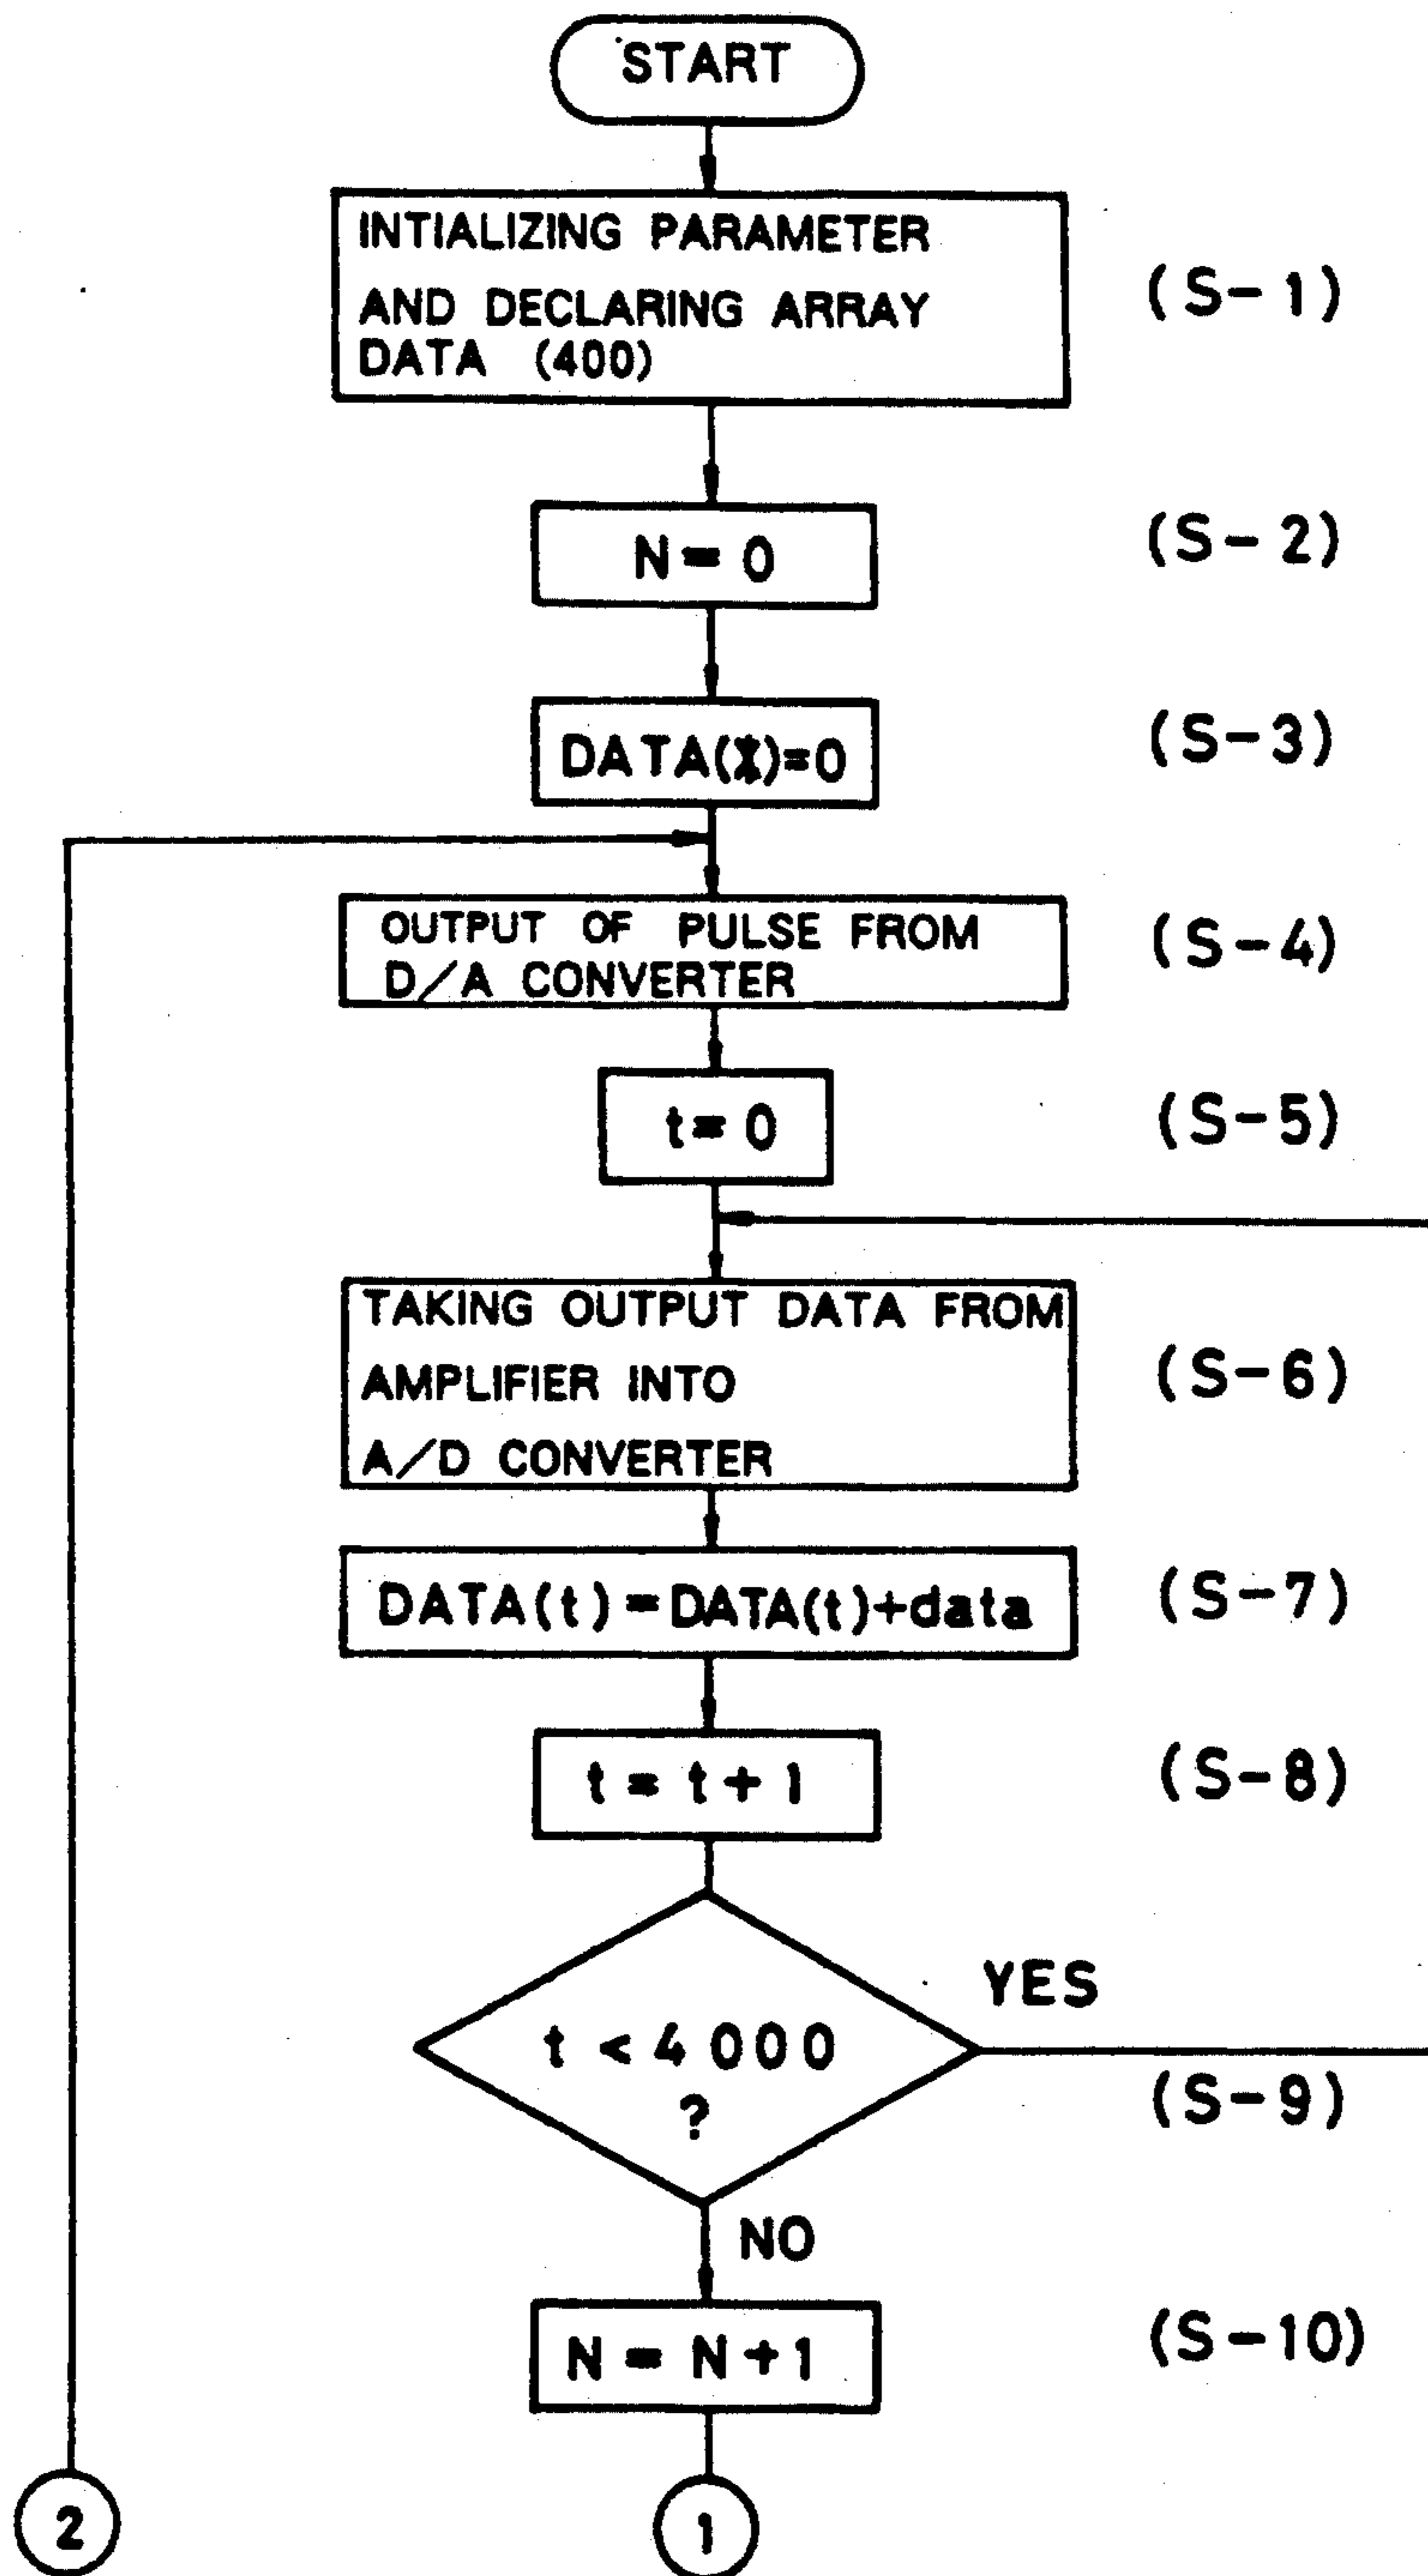 START
INTIALIZING PARAMETER
AND DECLARING ARRAY
DATA (400)
(S-1)
N = 0
(S-2)
DATA(*)=0
(S-3)
OUTPUT OF PULSE FROM
D/A CONVERTER
(S-4)
t = 0
(S-5)
TAKING OUTPUT DATA FROM
AMPLIFIER INTO
A/D CONVERTER
(S-6)
DATA(t) = DATA(t)+data
(S-7)
t = t + 1
(S-8)
YES
t < 4000
?
(S-9)
NO
N = N + 1
(S-10)
2
1